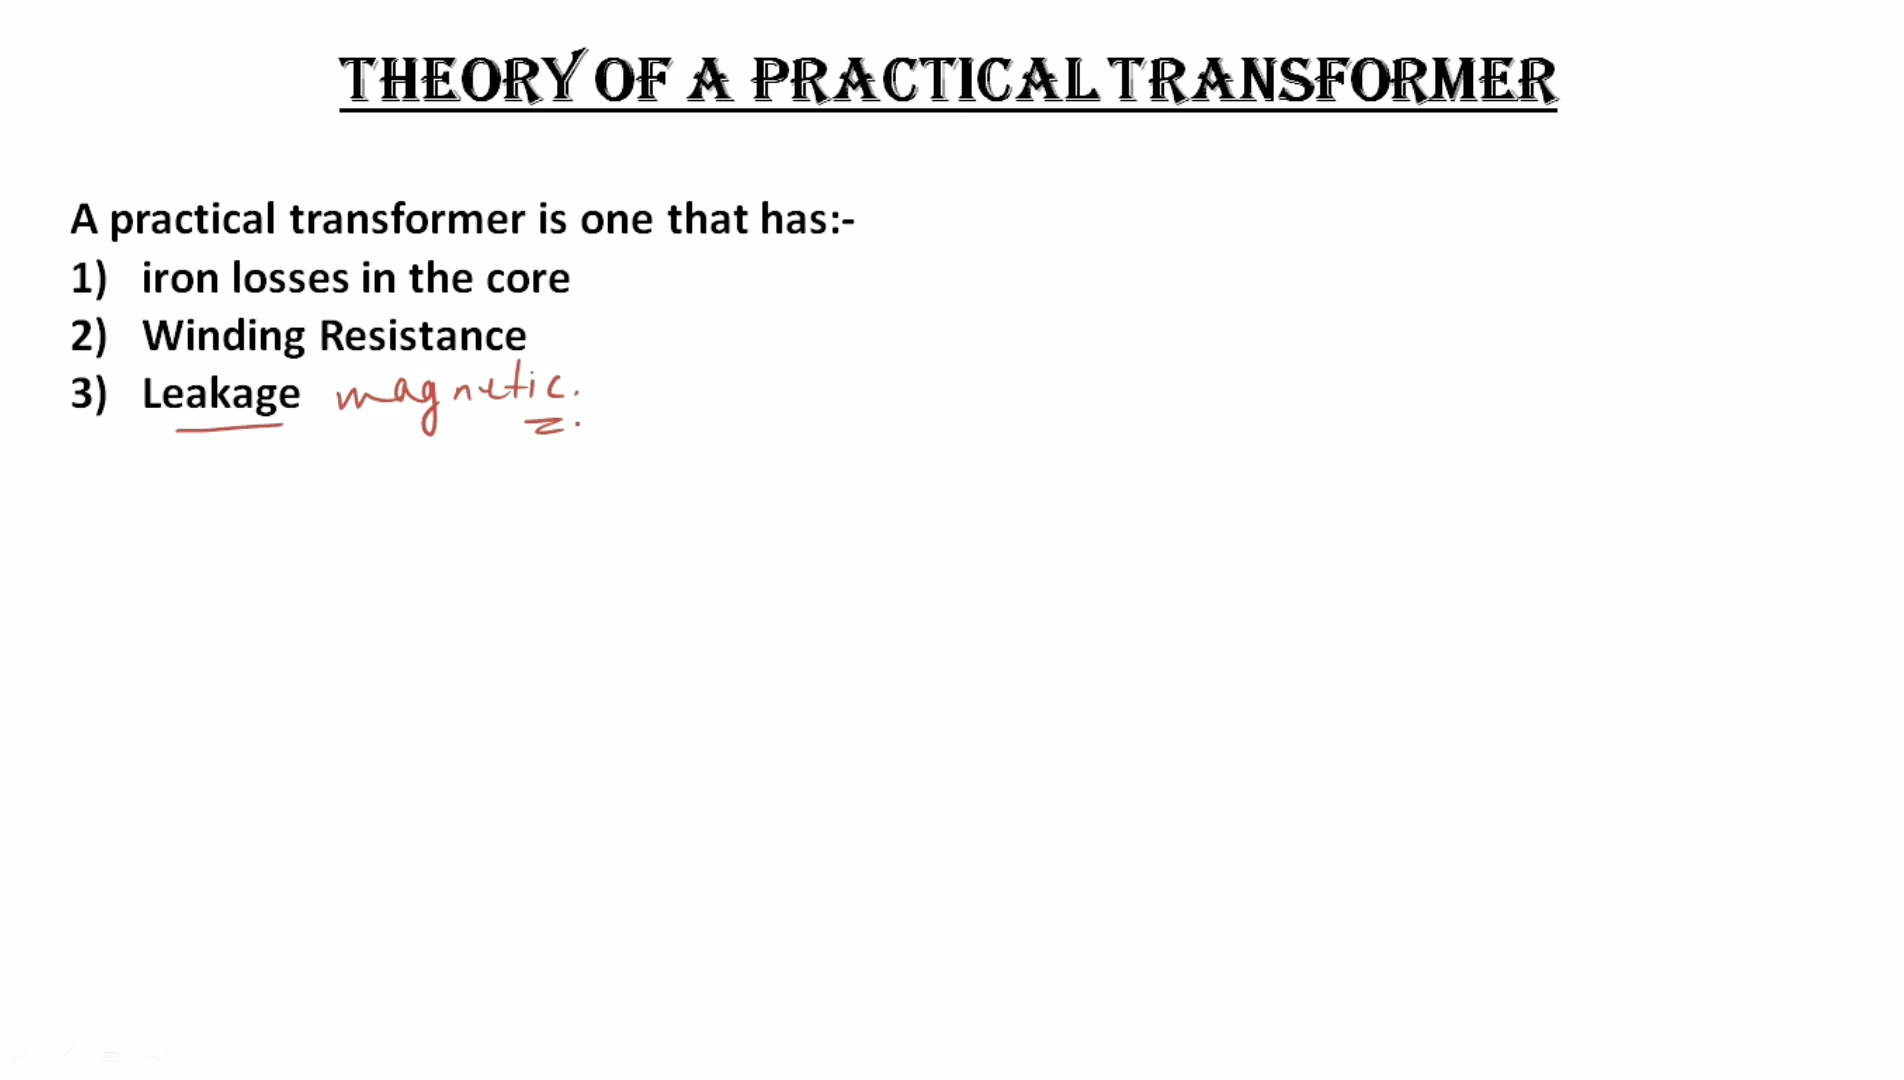 THEORY OF A PRACTICAL TRANSFORMER
A practical transformer is one that has:-
1) iron losses in the core
2) Winding Resistance
3) Leakage magnetic.